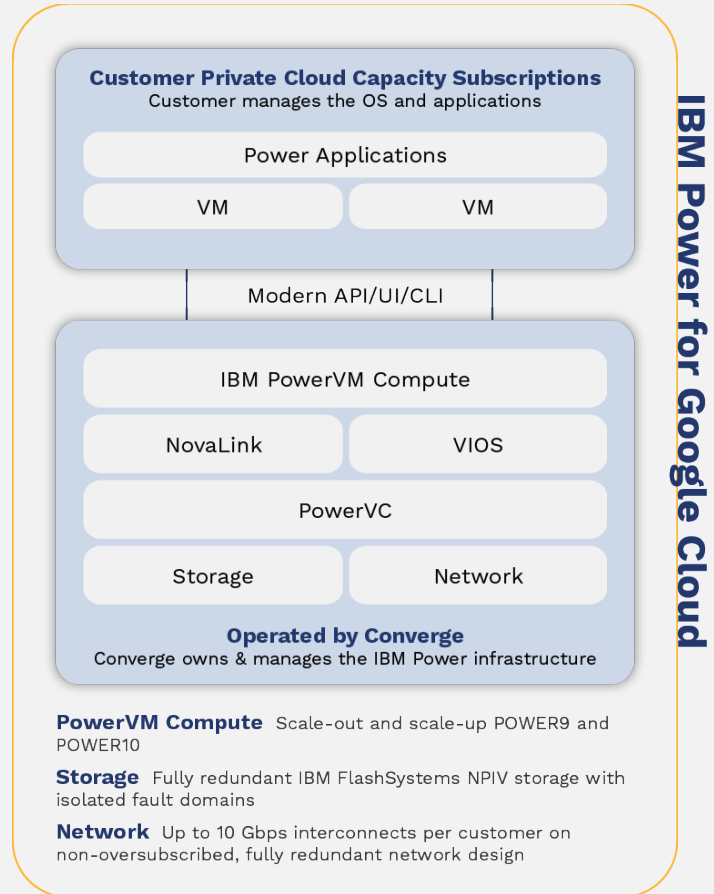 Customer Private Cloud Capacity Subscriptions
Customer manages the OS and applications
Power Applications
VM
VM
Modern API/UI/CLI
IBM PowerVM Compute
NovaLink
VIOS
PowerVC
Storage
Network
Operated by Converge
Converge owns & manages the IBM Power infrastructure
PowerVM Compute Scale-out and scale-up POWER9 and
POWER10
Storage Fully redundant IBM FlashSystems NPIV storage with
isolated fault domains
Network Up to 10 Gbps interconnects per customer on
non-oversubscribed, fully redundant network design
IBM Power for Google Cloud